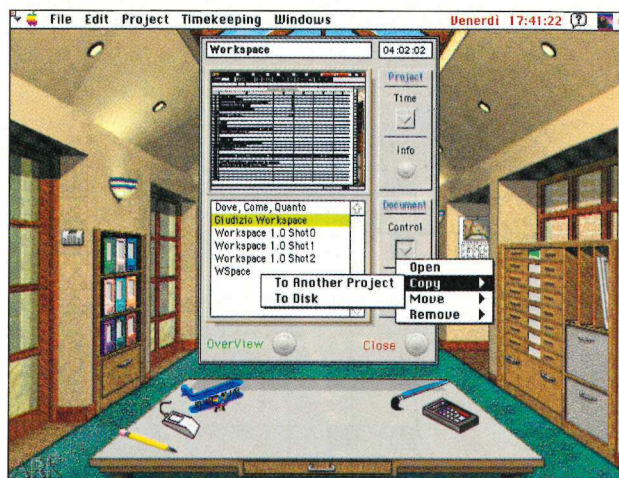 File Edit Project Timekeeping Windows Venerdì 17:41:22
Workspace 04:02:02
Project
Time
Info
Dove, Come, Quanto
Giudizio Workspace
Workspace 1.0 Shot0
Workspace 1.0 Shot1
Workspace 1.0 Shot2
WSpace
Document
Control
Open
Copy
Move
Remove
To Another Project
To Disk
OverView
Close